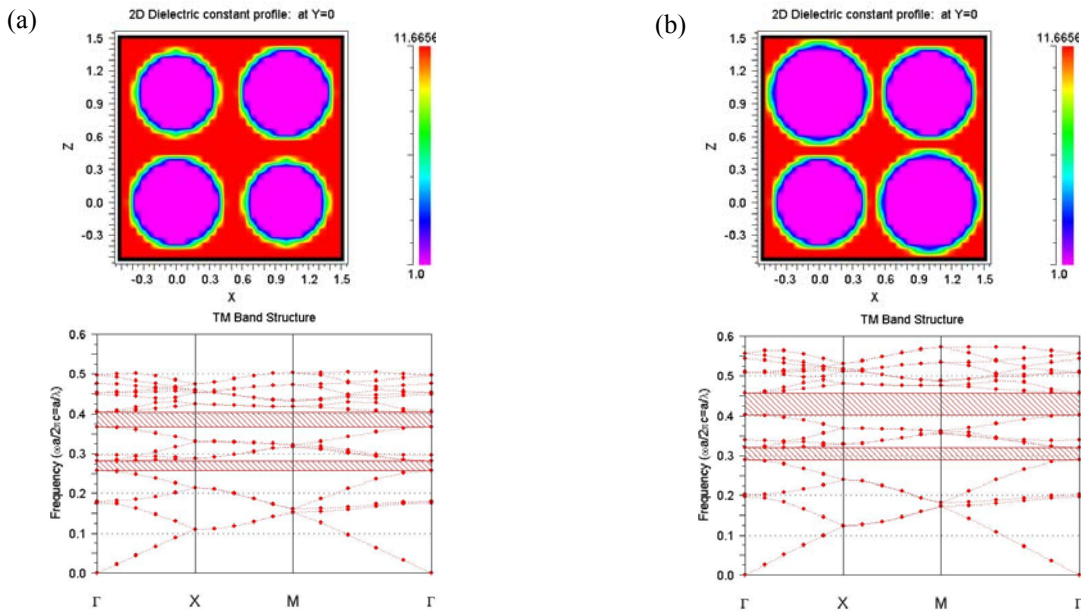 (a)
2D Dielectric constant profile: at Y=0
11.6656
1.5
1.2
0.9
Z
0.6
0.3
0.0
-0.3
1.0
-0.3 0.0 0.3 0.6 0.9 1.2 1.5
X
TM Band Structure
0.6
0.5
0.4
0.3
0.2
0.1
0.0
Frequency (ωa/2πc=a/λ)
Γ X M Γ
(b)
2D Dielectric constant profile: at Y=0
11.6656
1.5
1.2
0.9
Z
0.6
0.3
0.0
-0.3
1.0
-0.3 0.0 0.3 0.6 0.9 1.2 1.5
X
TM Band Structure
0.6
0.5
0.4
0.3
0.2
0.1
0.0
Frequency (ωa/2πc=a/λ)
Γ X M Γ